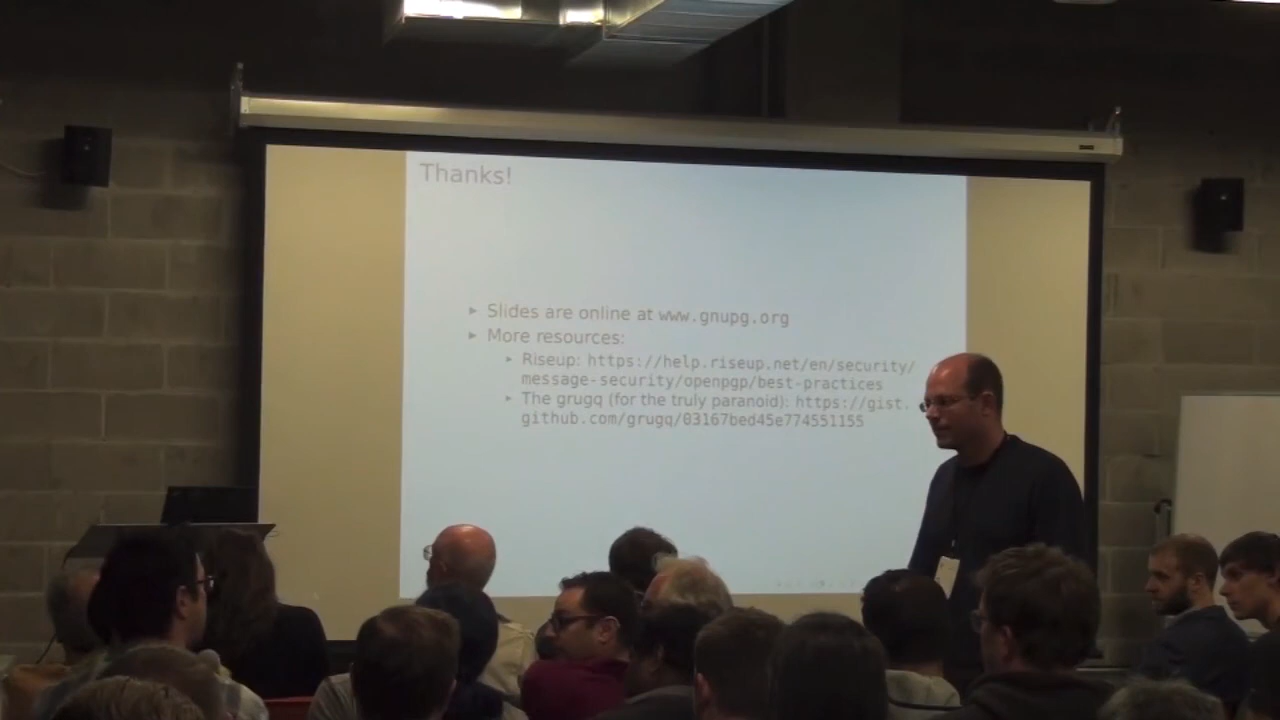 Thanks!
Slides are online at www.gnupg.org
More resources:
Riseup: https://help.riseup.net/en/security/
message-security/openpgp/best-practices
The grugq (for the truly paranoid): https://gist.
github.com/grugq/03167bed45e774551155